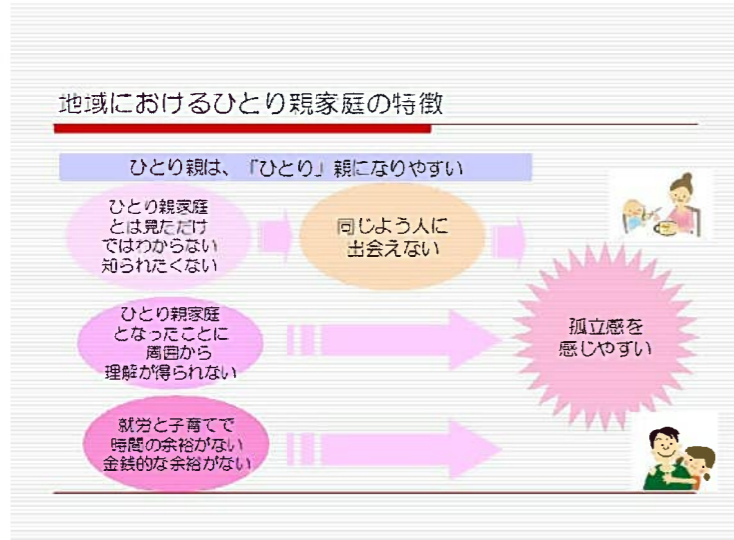 地域におけるひとり親家庭の特徴
ひとり親は、「ひとり」親になりやすい
ひとり親家庭
とは見ただけ
ではわからない
知られたくない
同じよう人に
出会えない
ひとり親家庭
となったことに
周囲から
理解が得られない
孤立感を
感じやすい
就労と子育てで
時間の余裕がない
金銭的な余裕がない